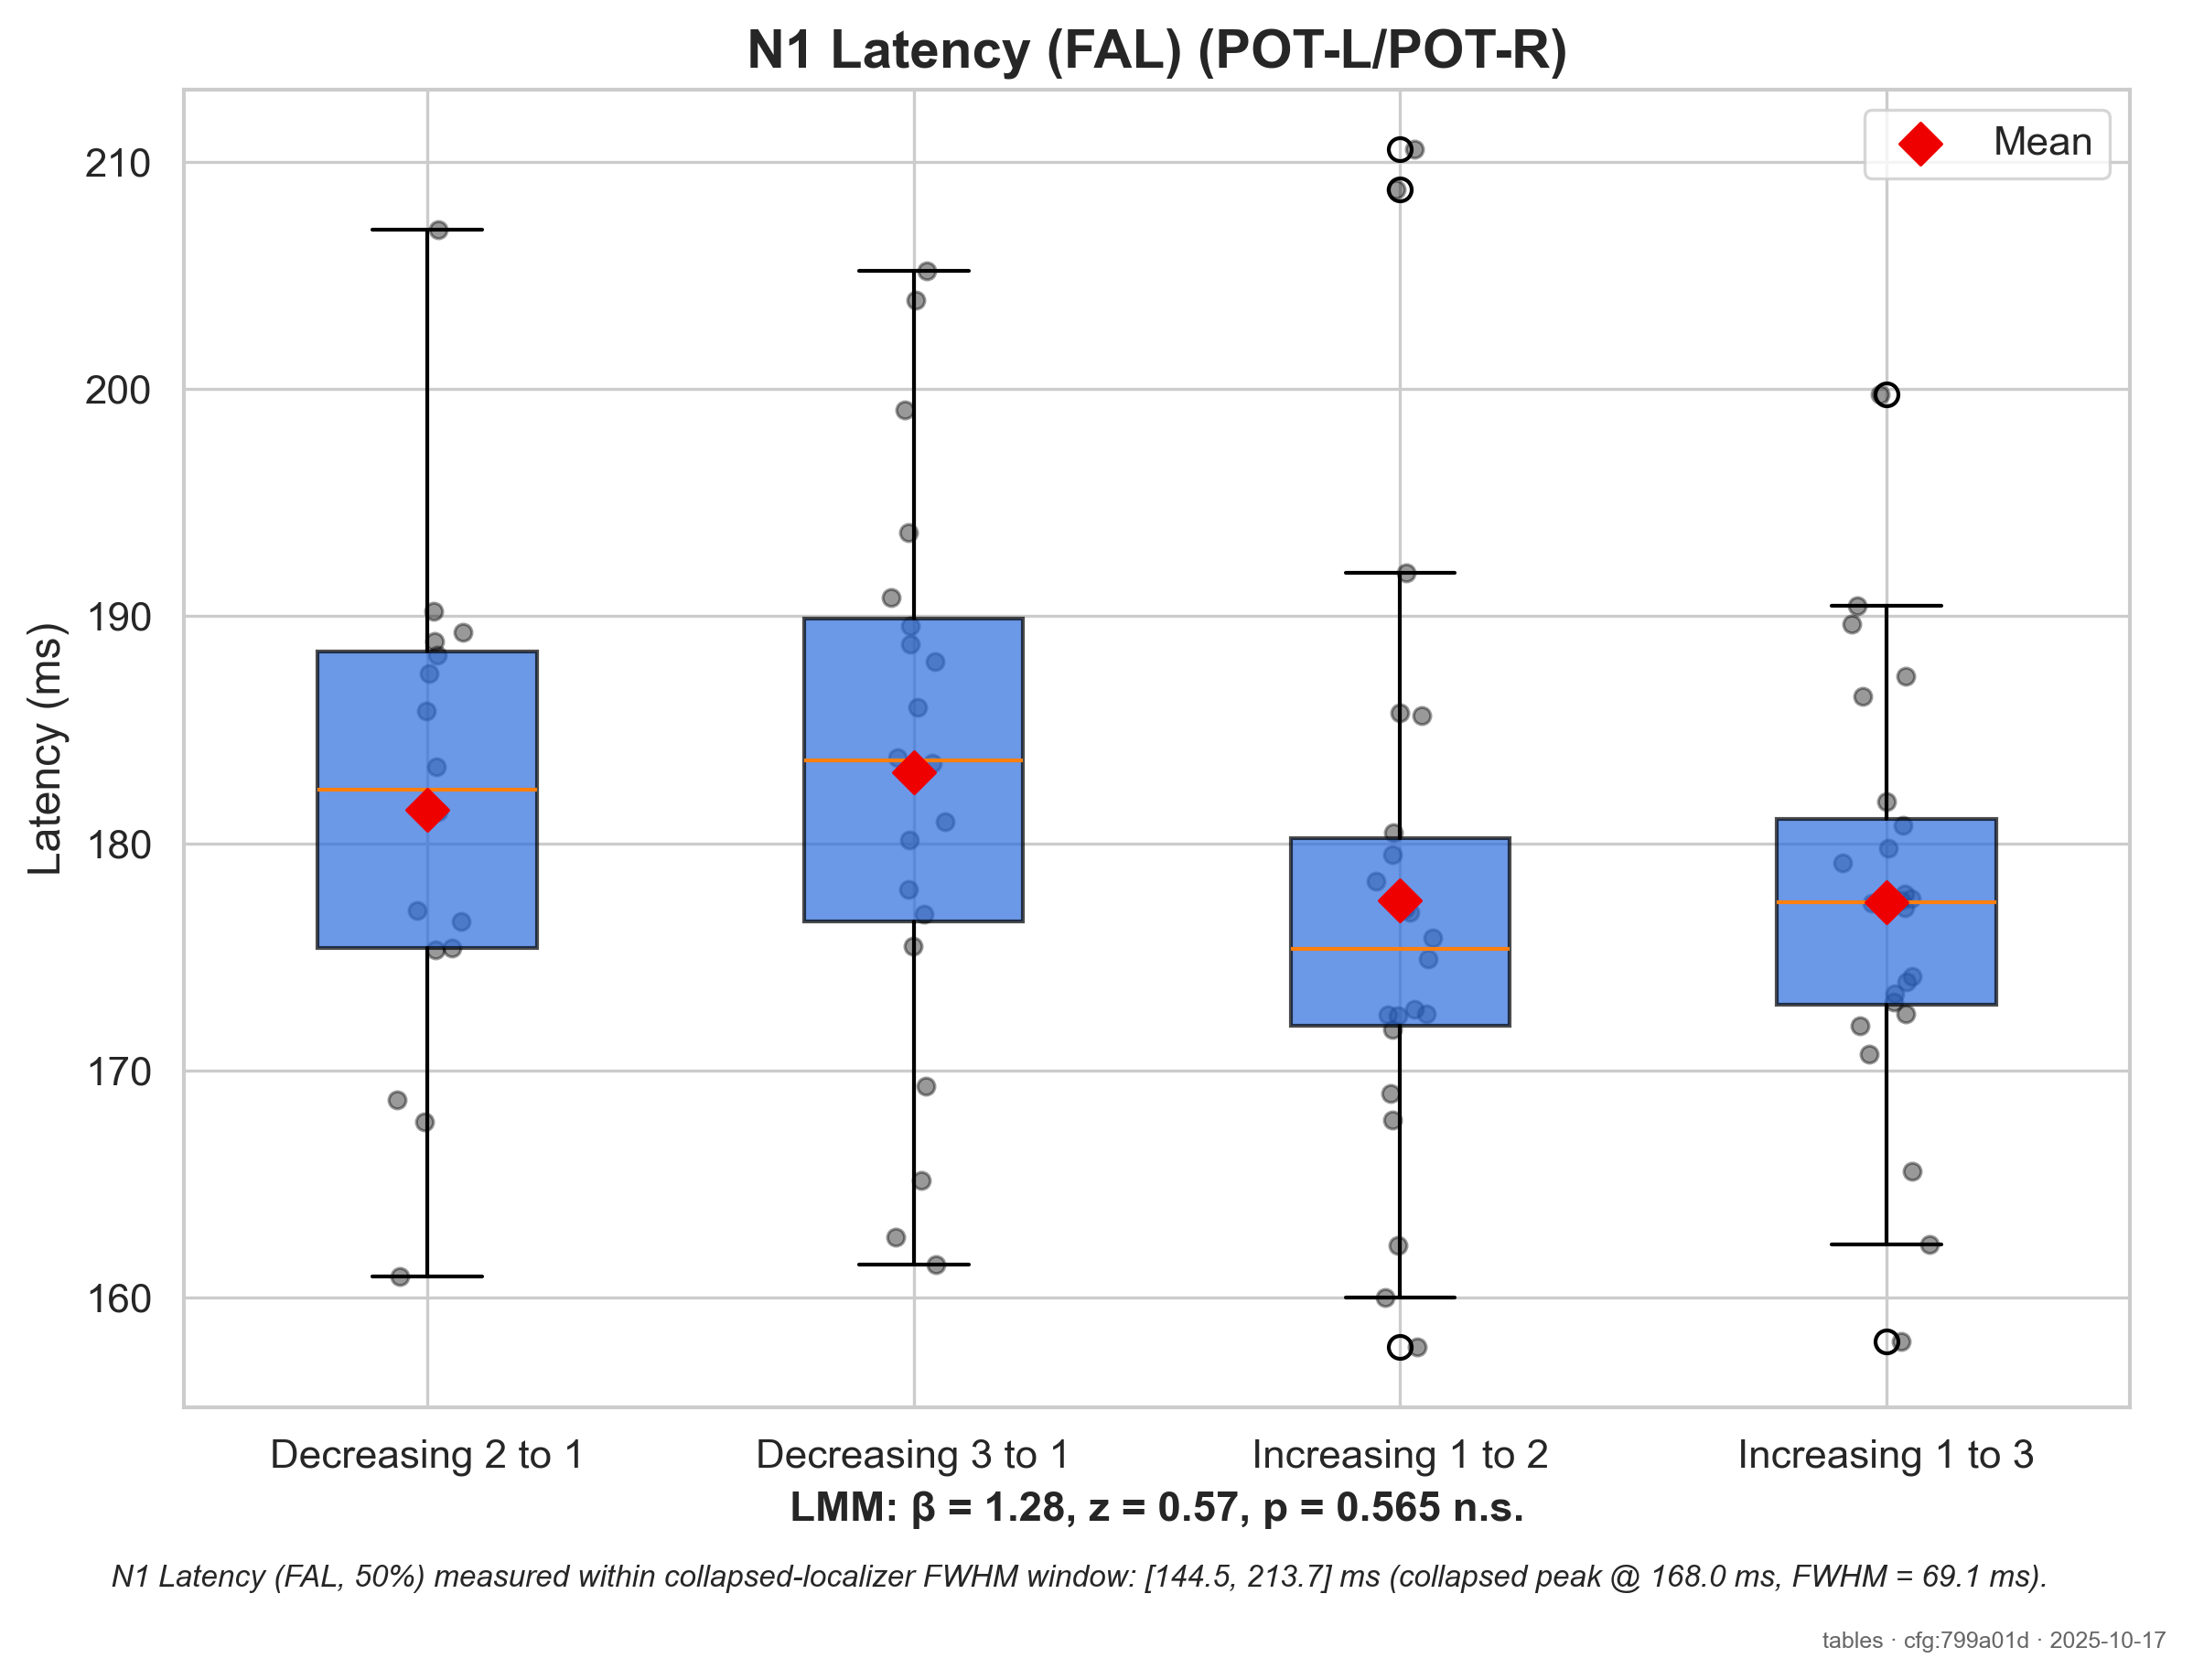 N1 Latency (FAL) (POT-L/POT-R)
Mean
Latency (ms)
210
200
190
180
170
160
Decreasing 2 to 1
Decreasing 3 to 1
Increasing 1 to 2
Increasing 1 to 3
LMM: β = 1.28, z = 0.57, p = 0.565 n.s.
N1 Latency (FAL, 50%) measured within collapsed-localizer FWHM window: [144.5, 213.7] ms (collapsed peak @ 168.0 ms, FWHM = 69.1 ms).
tables · cfg:799a01d · 2025-10-17